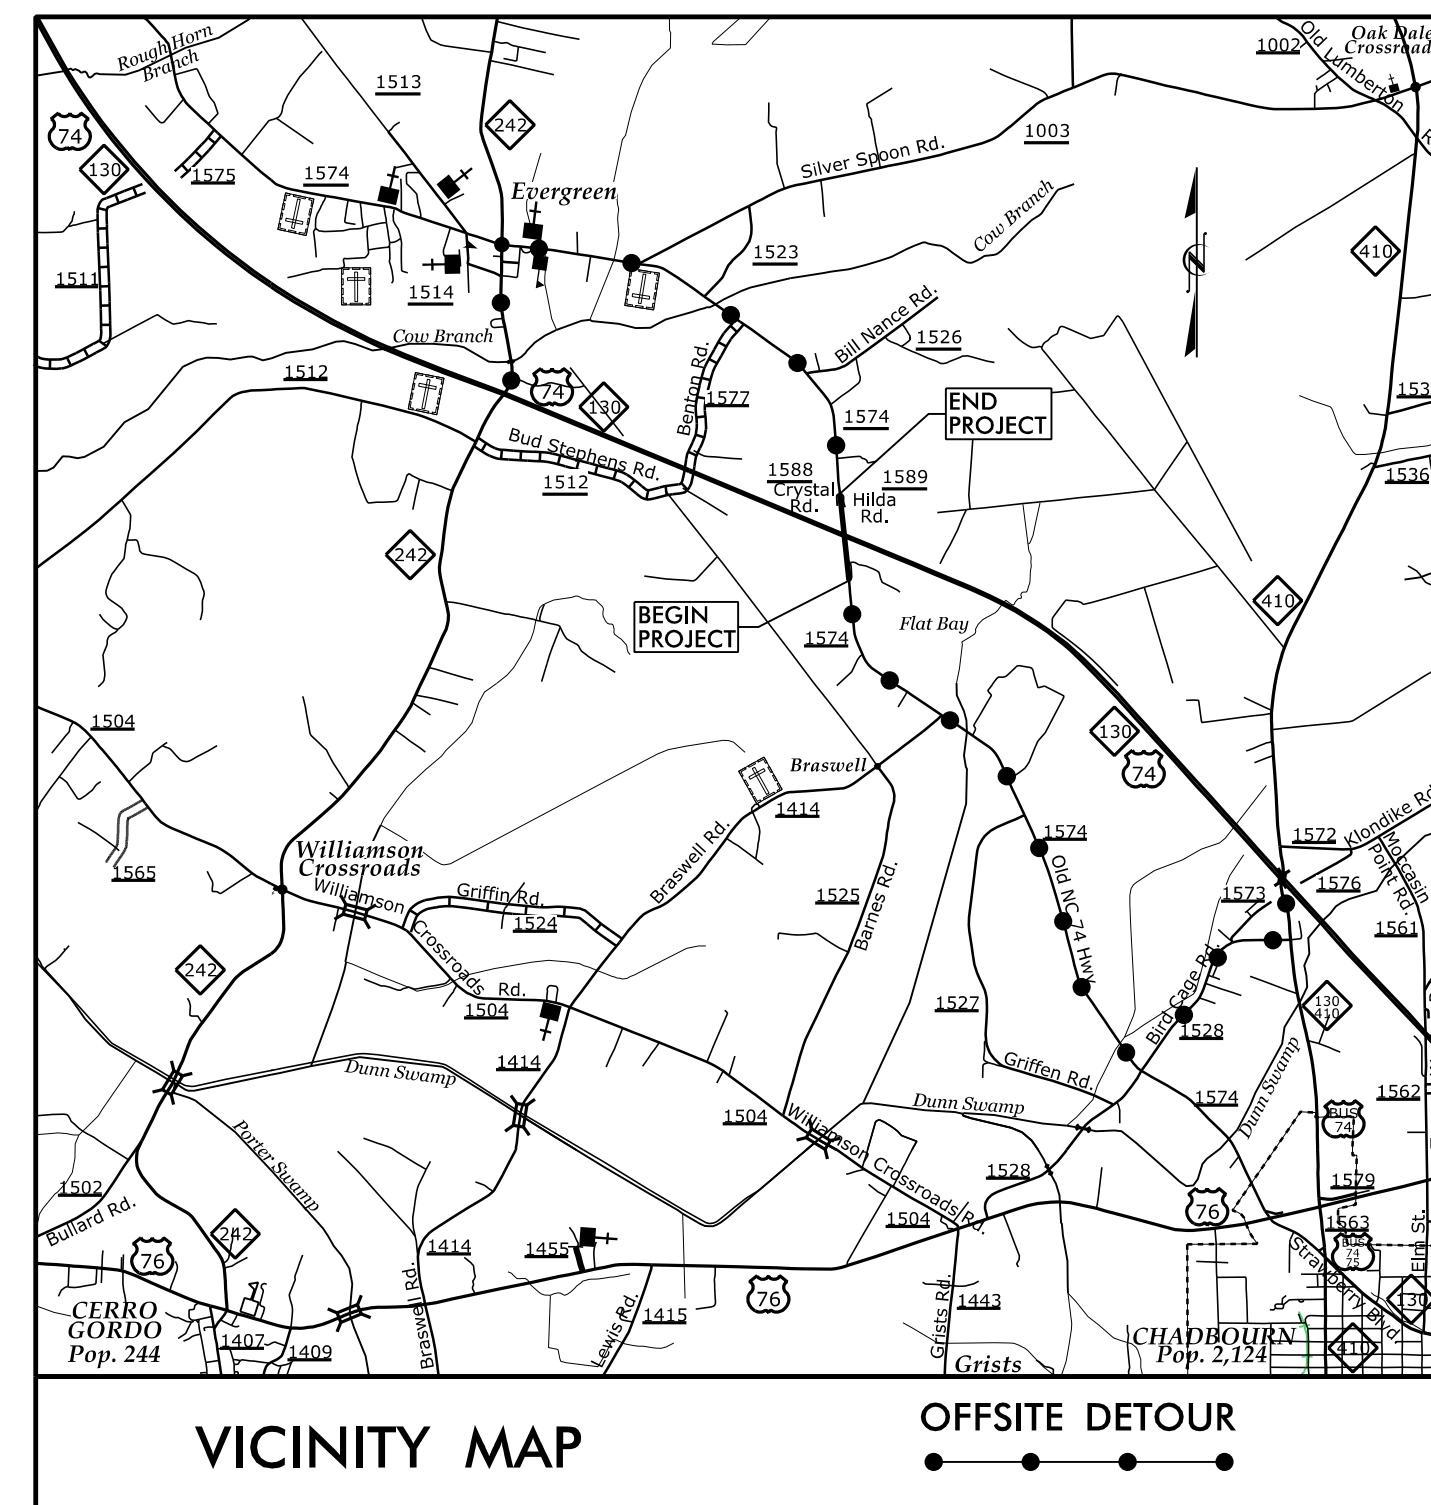 Rough Horn
Branch
1513
242
74
130
1575
1574
Evergreen
1511
1514
Cow Branch
1512
1002
Old Lumberton
Oak Dale
Crossroad
1003
Silver Spoon Rd.
Cow Branch
1523
N
410
Bill Nance Rd.
1526
Benton Rd.
1577
74
130
Bud Stephens Rd.
1512
1574
END
PROJECT
1588
Crystal
Rd.
1589
Hilda
Rd.
153
1536
242
410
BEGIN
PROJECT
1574
Flat Bay
1504
130
74
Braswell
1414
1565
Williamson
Crossroads
Williamson
Crossroads
Rd.
Griffin Rd.
1524
1504
Braswell Rd.
1525
Barnes Rd.
1574
Old NC 74 Hwy
1572
Klondike Rd
Moccasin
Point Rd.
1573
1576
1561
242
1527
Bird Cage Rd.
1528
130
410
Griffen Rd.
Dunn Swamp
1414
Dunn Swamp
1574
Dunn Swamp
1562
BUS
74
1504
Williamson Crossroads Rd.
Porter Swamp
1502
Bullard Rd.
1528
1504
76
1579
1563
BUS
74
75
Elm St.
Strawberry Blvd.
242
76
1414
1455
Braswell Rd.
76
1443
Grists Rd.
1415
Lewis Rd.
130
410
CERRO
GORDO
Pop. 244
1407
1409
Grists
CHADBOURN
Pop. 2,124
VICINITY MAP
OFFSITE DETOUR